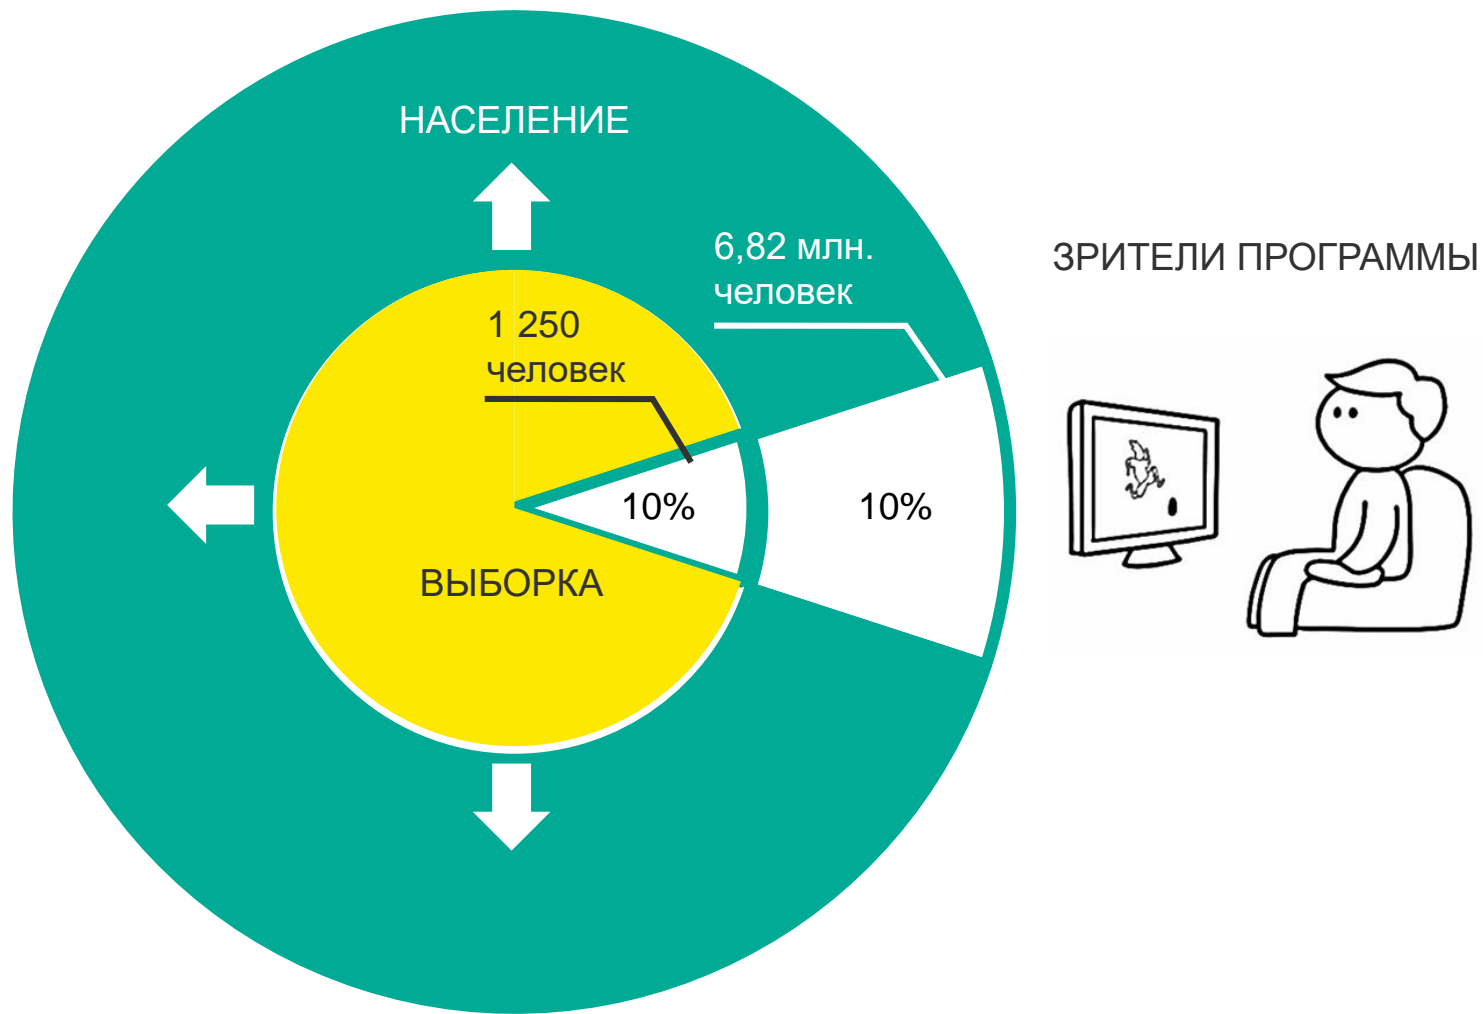 НАСЕЛЕНИЕ
6,82 млн.
человек
ЗРИТЕЛИ ПРОГРАММЫ
1 250
человек
10%
10%
ВЫБОРКА